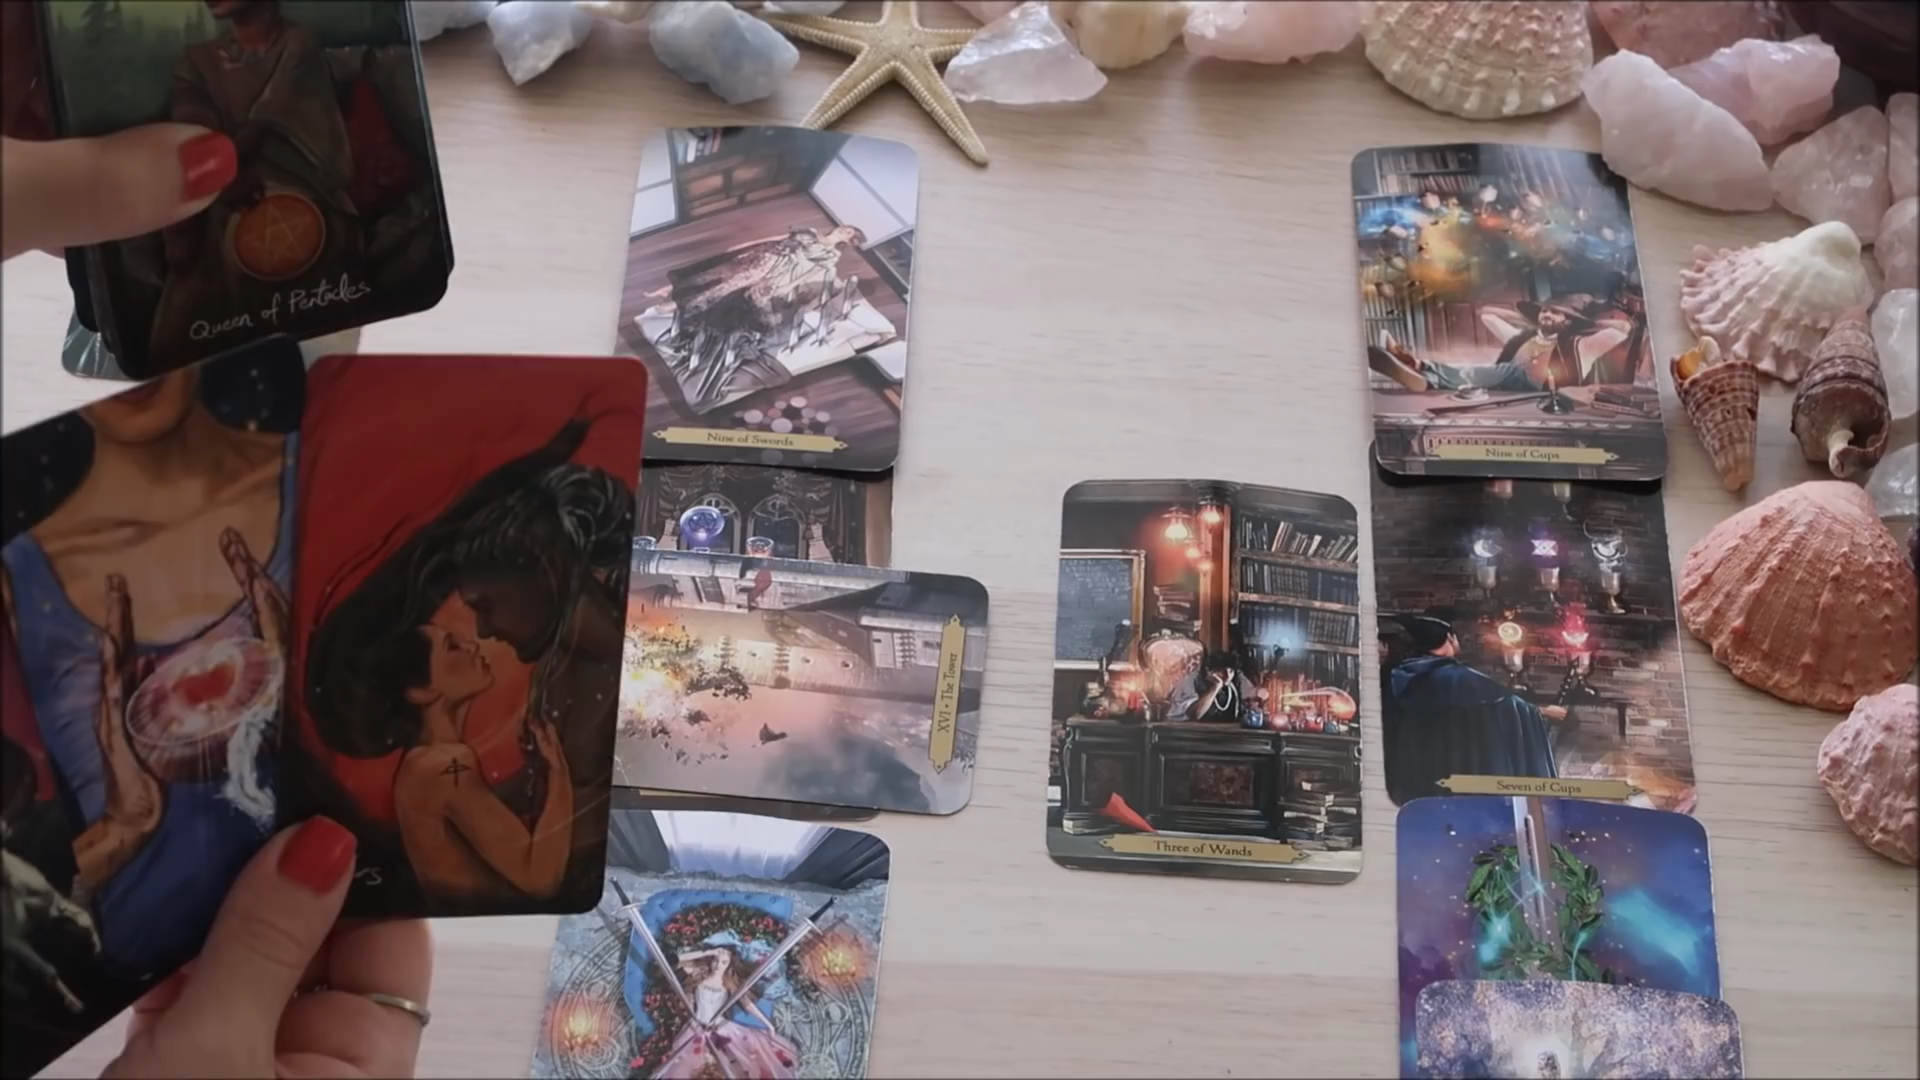 Queen of Pentacles
Nine of Swords
Nine of Cups
XVI • The Tower
Seven of Cups
Three of Wands